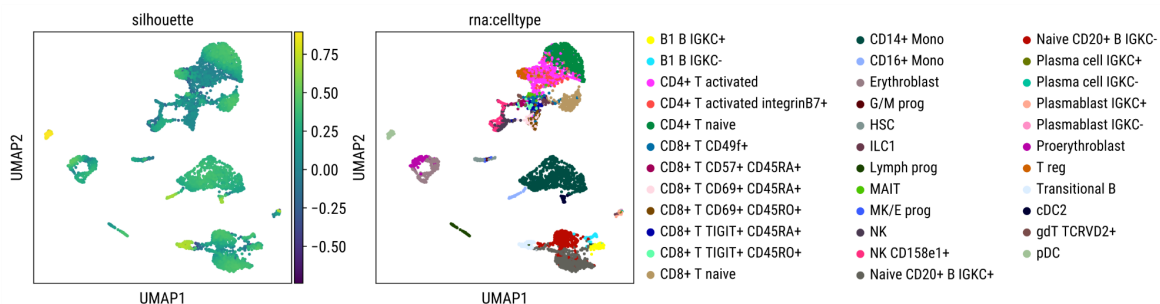 silhouette
UMAP2
UMAP1
0.75
0.50
0.25
0.00
−0.25
−0.50
rna:celltype
UMAP2
UMAP1
B1 B IGKC+
B1 B IGKC-
CD4+ T activated
CD4+ T activated integrinB7+
CD4+ T naive
CD8+ T CD49f+
CD8+ T CD57+ CD45RA+
CD8+ T CD69+ CD45RA+
CD8+ T CD69+ CD45RO+
CD8+ T TIGIT+ CD45RA+
CD8+ T TIGIT+ CD45RO+
CD8+ T naive
CD14+ Mono
CD16+ Mono
Erythroblast
G/M prog
HSC
ILC1
Lymph prog
MAIT
MK/E prog
NK
NK CD158e1+
Naive CD20+ B IGKC+
Naive CD20+ B IGKC-
Plasma cell IGKC+
Plasma cell IGKC-
Plasmablast IGKC+
Plasmablast IGKC-
Proerythroblast
T reg
Transitional B
cDC2
gdT TCRVD2+
pDC